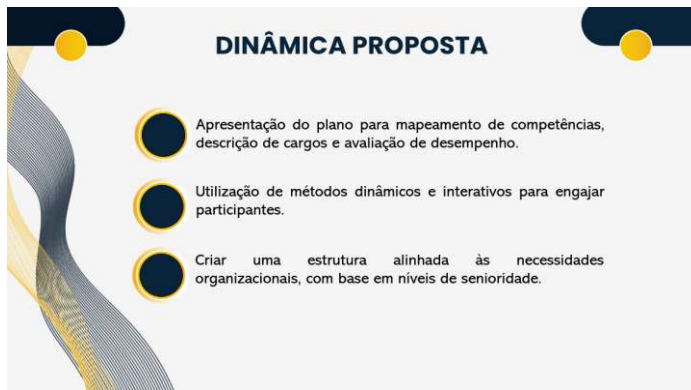 DINÂMICA PROPOSTA
Apresentação do plano para mapeamento de competências,
descrição de cargos e avaliação de desempenho.
Utilização de métodos dinâmicos e interativos para engajar
participantes.
Criar uma estrutura alinhada às necessidades
organizacionais, com base em níveis de senioridade.